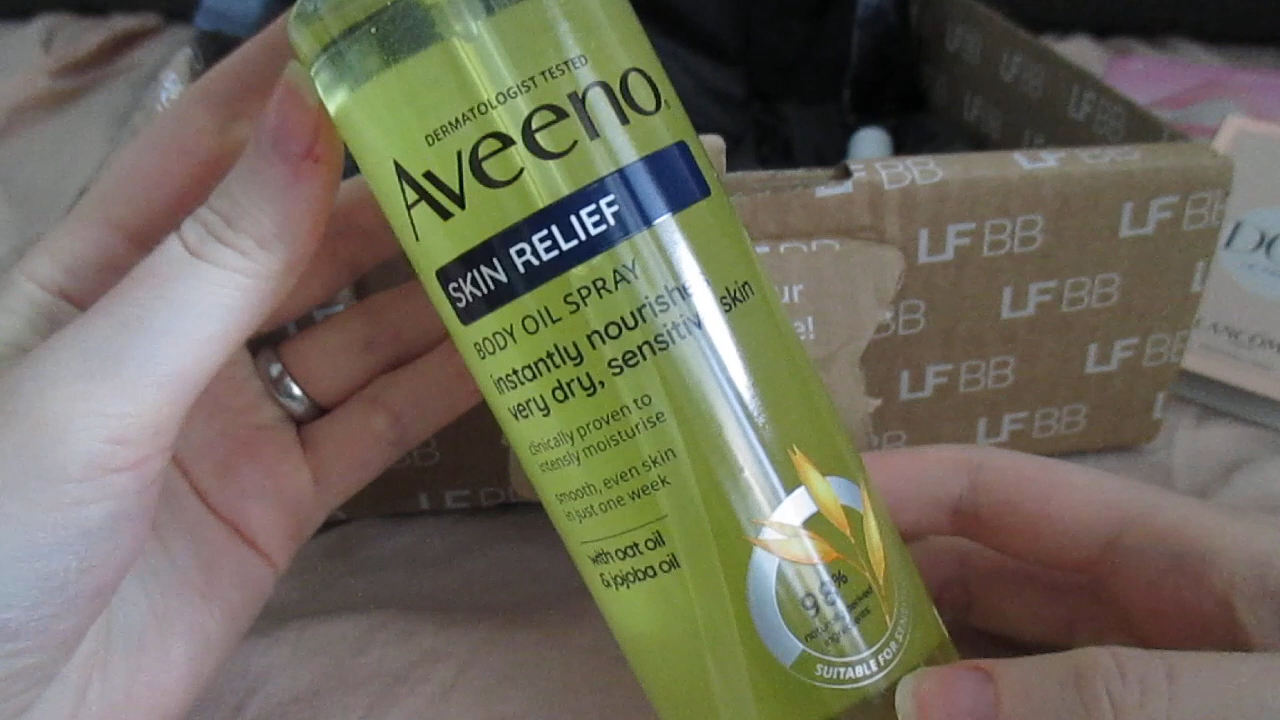 DERMATOLOGIST TESTED
Aveeno
SKIN RELIEF
BODY OIL SPRAY
instantly nourishes
very dry, sensitive skin
clinically proven to
intensely moisturise
smooth, even skin
in just one week
with oat oil
& jojoba oil
SUITABLE FOR
LF BB
LF BB
LF BB
LF BB
LF BB
LF BB
LF BB
LF BB
LF BB